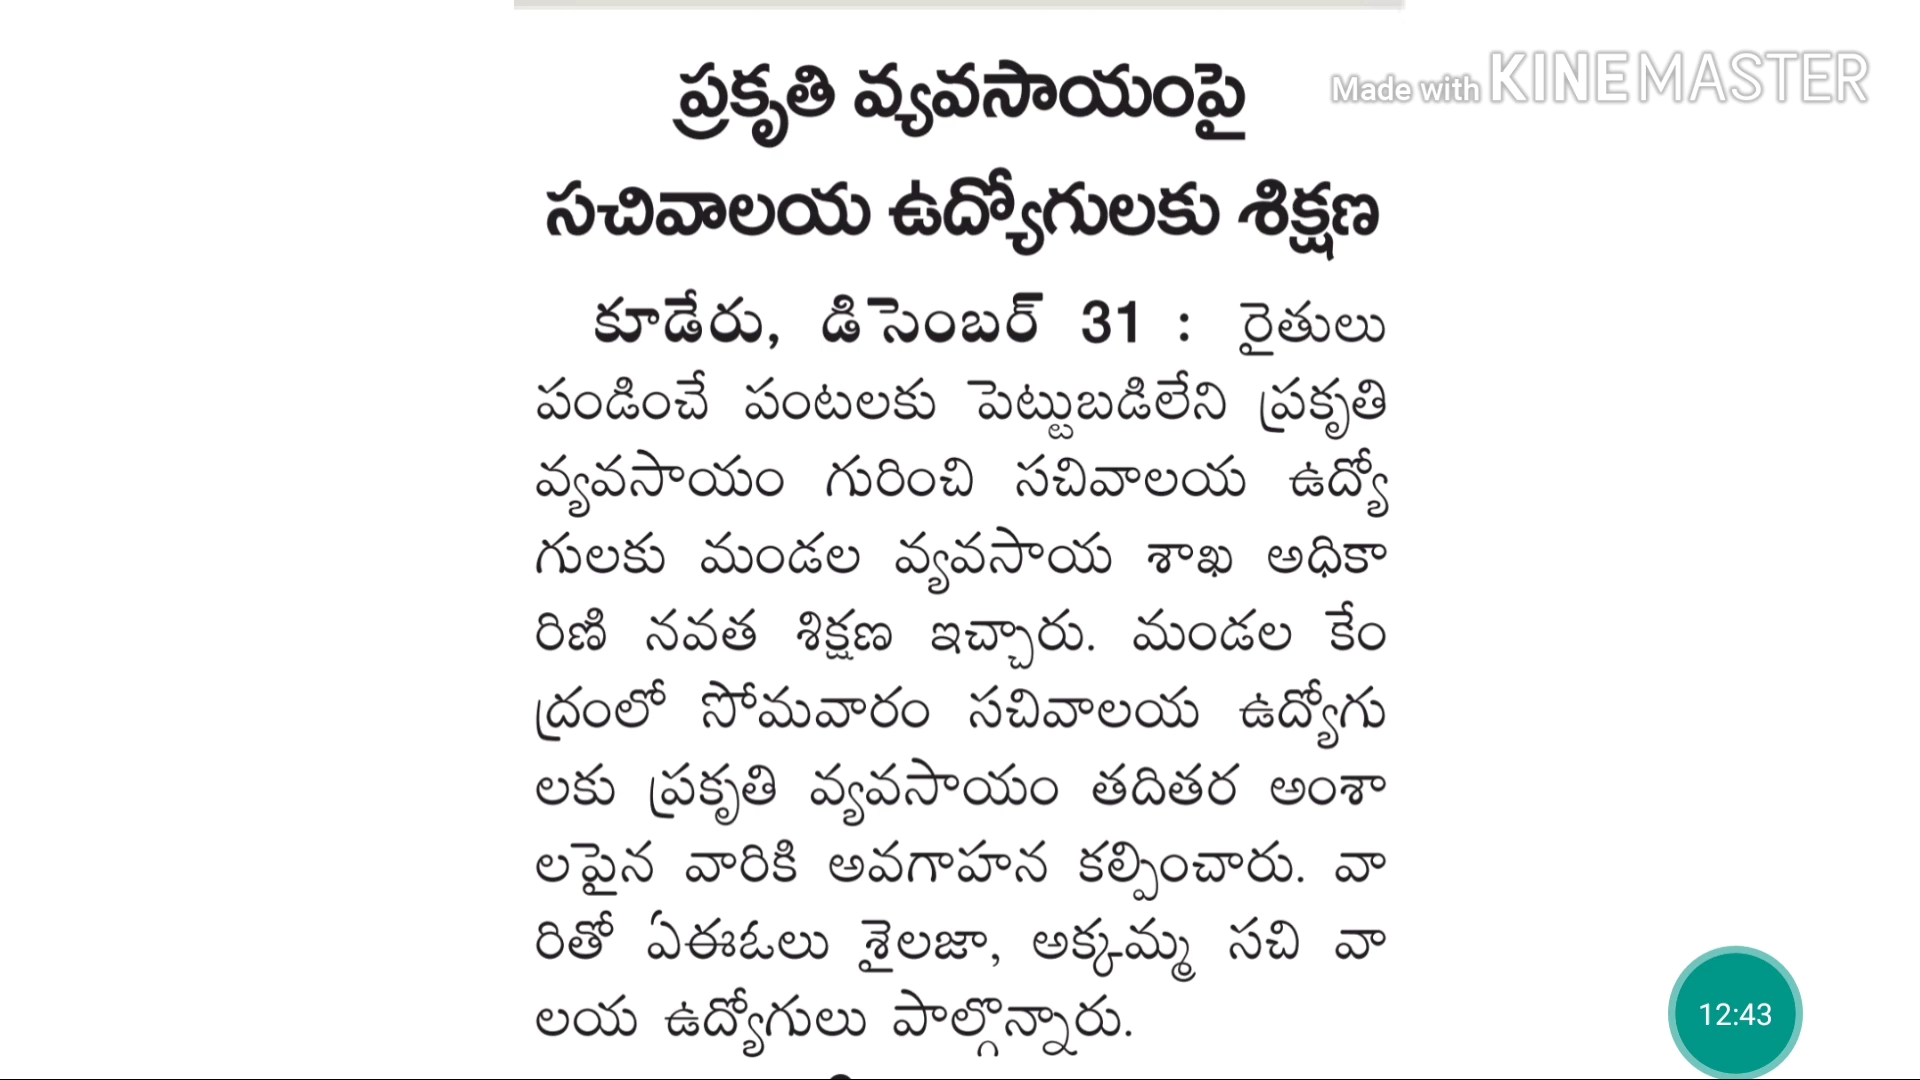 ప్రకృతి వ్యవసాయంపై
Made with KINEMASTER
సచివాలయ ఉద్యోగులకు శిక్షణ
కూడేరు, డిసెంబర్ 31 : రైతులు
పండించే పంటలకు పెట్టుబడిలేని ప్రకృతి
వ్యవసాయం గురించి సచివాలయ ఉద్యో
గులకు మండల వ్యవసాయ శాఖ అధికా
రిణి నవత శిక్షణ ఇచ్చారు. మండల కేం
ద్రంలో సోమవారం సచివాలయ ఉద్యోగు
లకు ప్రకృతి వ్యవసాయం తదితర అంశా
లపైన వారికి అవగాహన కల్పించారు. వా
రితో ఏఈఓలు శైలజా, అక్కమ్మ సచి వా
లయ ఉద్యోగులు పాల్గొన్నారు.
12:43